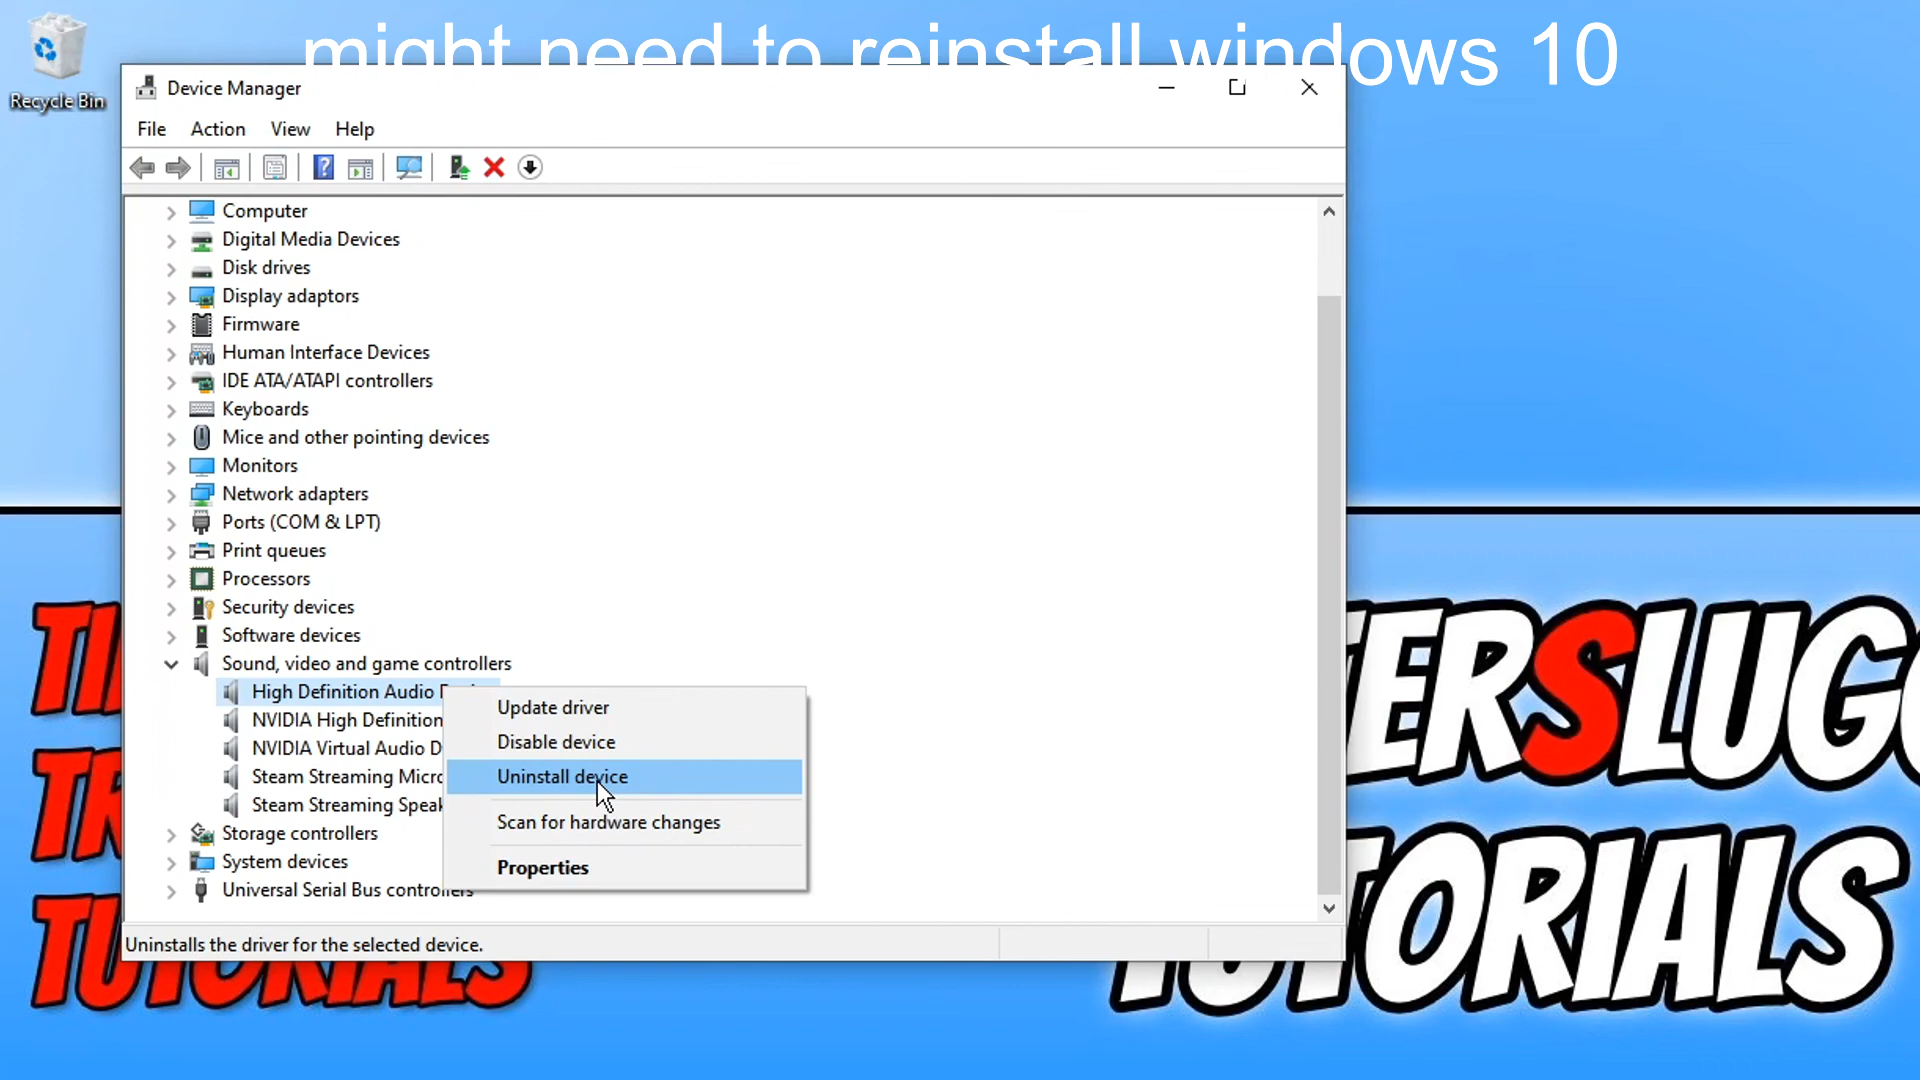 might need to reinstall windows 10
Recycle Bin
Device Manager
File Action View Help
Computer
Digital Media Devices
Disk drives
Display adaptors
Firmware
Human Interface Devices
IDE ATA/ATAPI controllers
Keyboards
Mice and other pointing devices
Monitors
Network adapters
Ports (COM & LPT)
Print queues
Processors
Security devices
Software devices
Sound, video and game controllers
High Definition Audio
NVIDIA High Definition
NVIDIA Virtual Audio D
Steam Streaming Micro
Steam Streaming Speak
Storage controllers
System devices
Universal Serial Bus controllers
Update driver
Disable device
Uninstall device
Scan for hardware changes
Properties
Uninstalls the driver for the selected device.
TUTORIALS
ERSLUGG
TUTORIALS